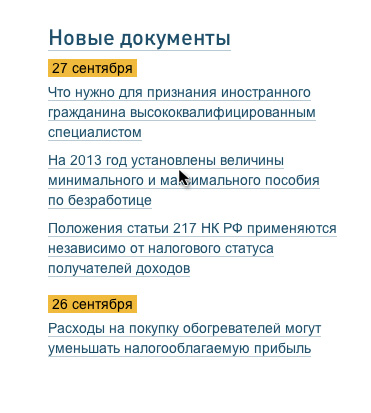 Новые документы
27 сентября
Что нужно для признания иностранного
гражданина высококвалифицированным
специалистом
На 2013 год установлены величины
минимального и максимального пособия
по безработице
Положения статьи 217 НК РФ применяются
независимо от налогового статуса
получателей доходов
26 сентября
Расходы на покупку обогревателей могут
уменьшать налогооблагаемую прибыль